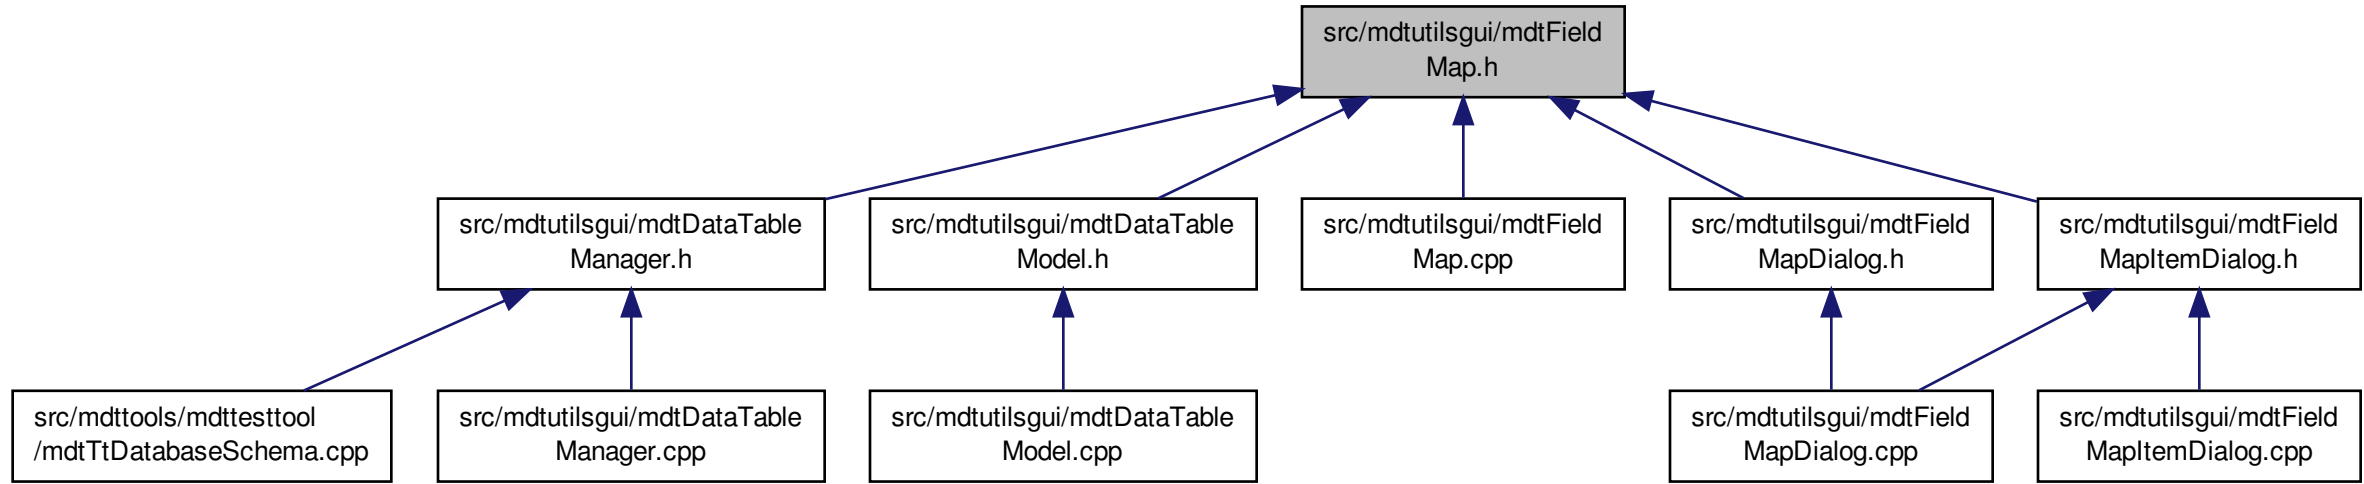 src/mdtutilsgui/mdtField
Map.h
src/mdtutilsgui/mdtDataTable
Manager.h
src/mdtutilsgui/mdtDataTable
Model.h
src/mdtutilsgui/mdtField
Map.cpp
src/mdtutilsgui/mdtField
MapDialog.h
src/mdtutilsgui/mdtField
MapItemDialog.h
src/mdttools/mdttesttool
/mdtTtDatabaseSchema.cpp
src/mdtutilsgui/mdtDataTable
Manager.cpp
src/mdtutilsgui/mdtDataTable
Model.cpp
src/mdtutilsgui/mdtField
MapDialog.cpp
src/mdtutilsgui/mdtField
MapItemDialog.cpp